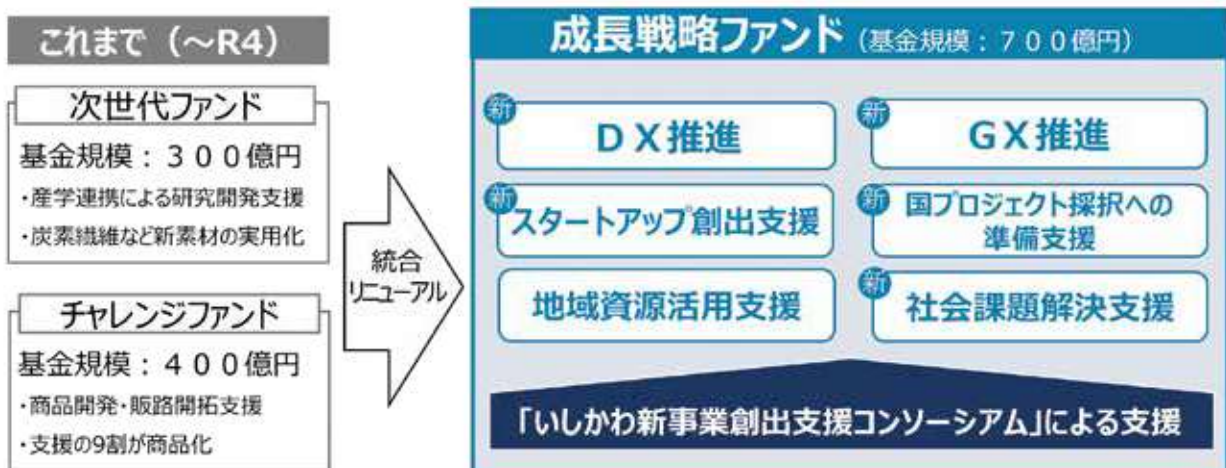 これまで（～R4）
次世代ファンド
基金規模：３００億円
・産学連携による研究開発支援
・炭素繊維など新素材の実用化
チャレンジファンド
基金規模：４００億円
・商品開発・販路開拓支援
・支援の9割が商品化
統合
リニューアル
成長戦略ファンド（基金規模：７００億円）
新
ＤＸ推進
新
ＧＸ推進
新
スタートアップ創出支援
新
国プロジェクト採択への
準備支援
地域資源活用支援
新
社会課題解決支援
「いしかわ新事業創出支援コンソーシアム」による支援